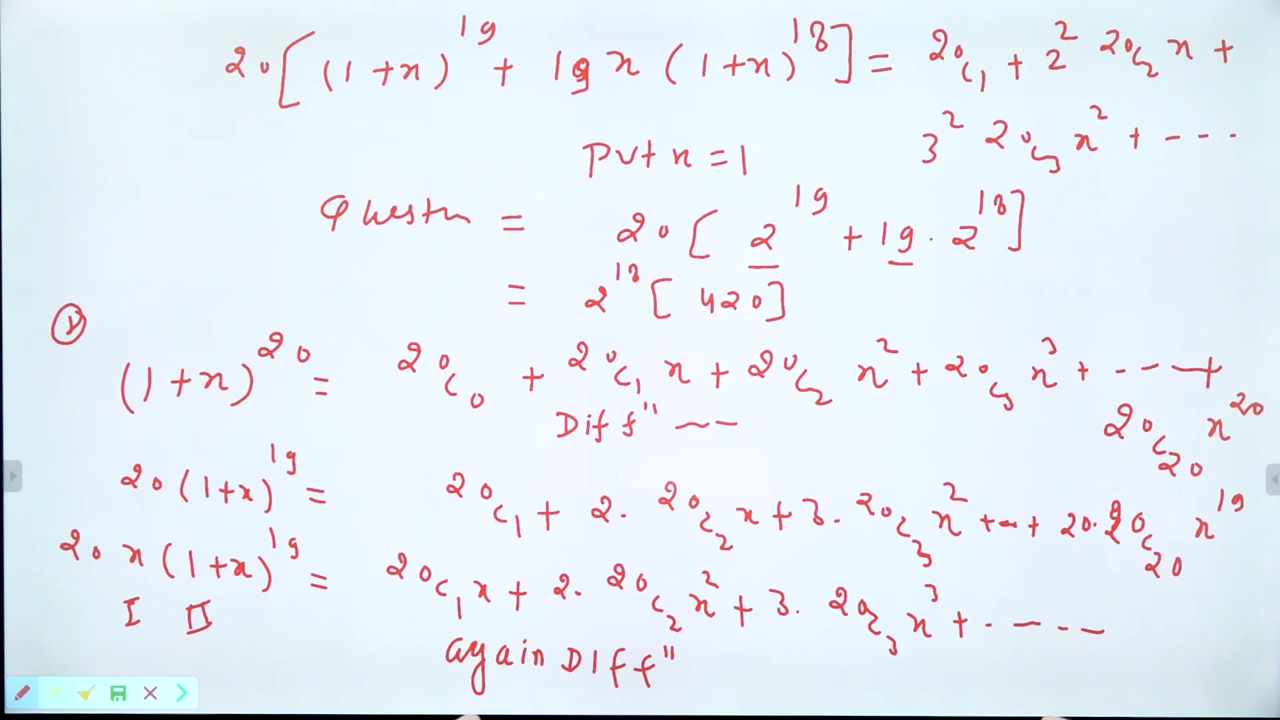 20[(1+x)^19 + 19x(1+x)^18] = 20C1 + 2^2 20C2 x +
3^2 20C3 x^2 + ---
Put x = 1
Questn = 20[2^19 + 19.2^18]
= 2^18[420]
(V)
(1+x)^20 = 20C0 + 20C1 x + 20C2 x^2 + 20C3 x^3 + --- +
20C20 x^20
Diff" ~~
20(1+x)^19 = 20C1 + 2. 20C2 x + 3. 20C3 x^2 + -- + 20.20C20 x^19
20 x(1+x)^19 = 20C1 x + 2. 20C2 x^2 + 3. 20C3 x^3 + . ----
I II
again DIff"